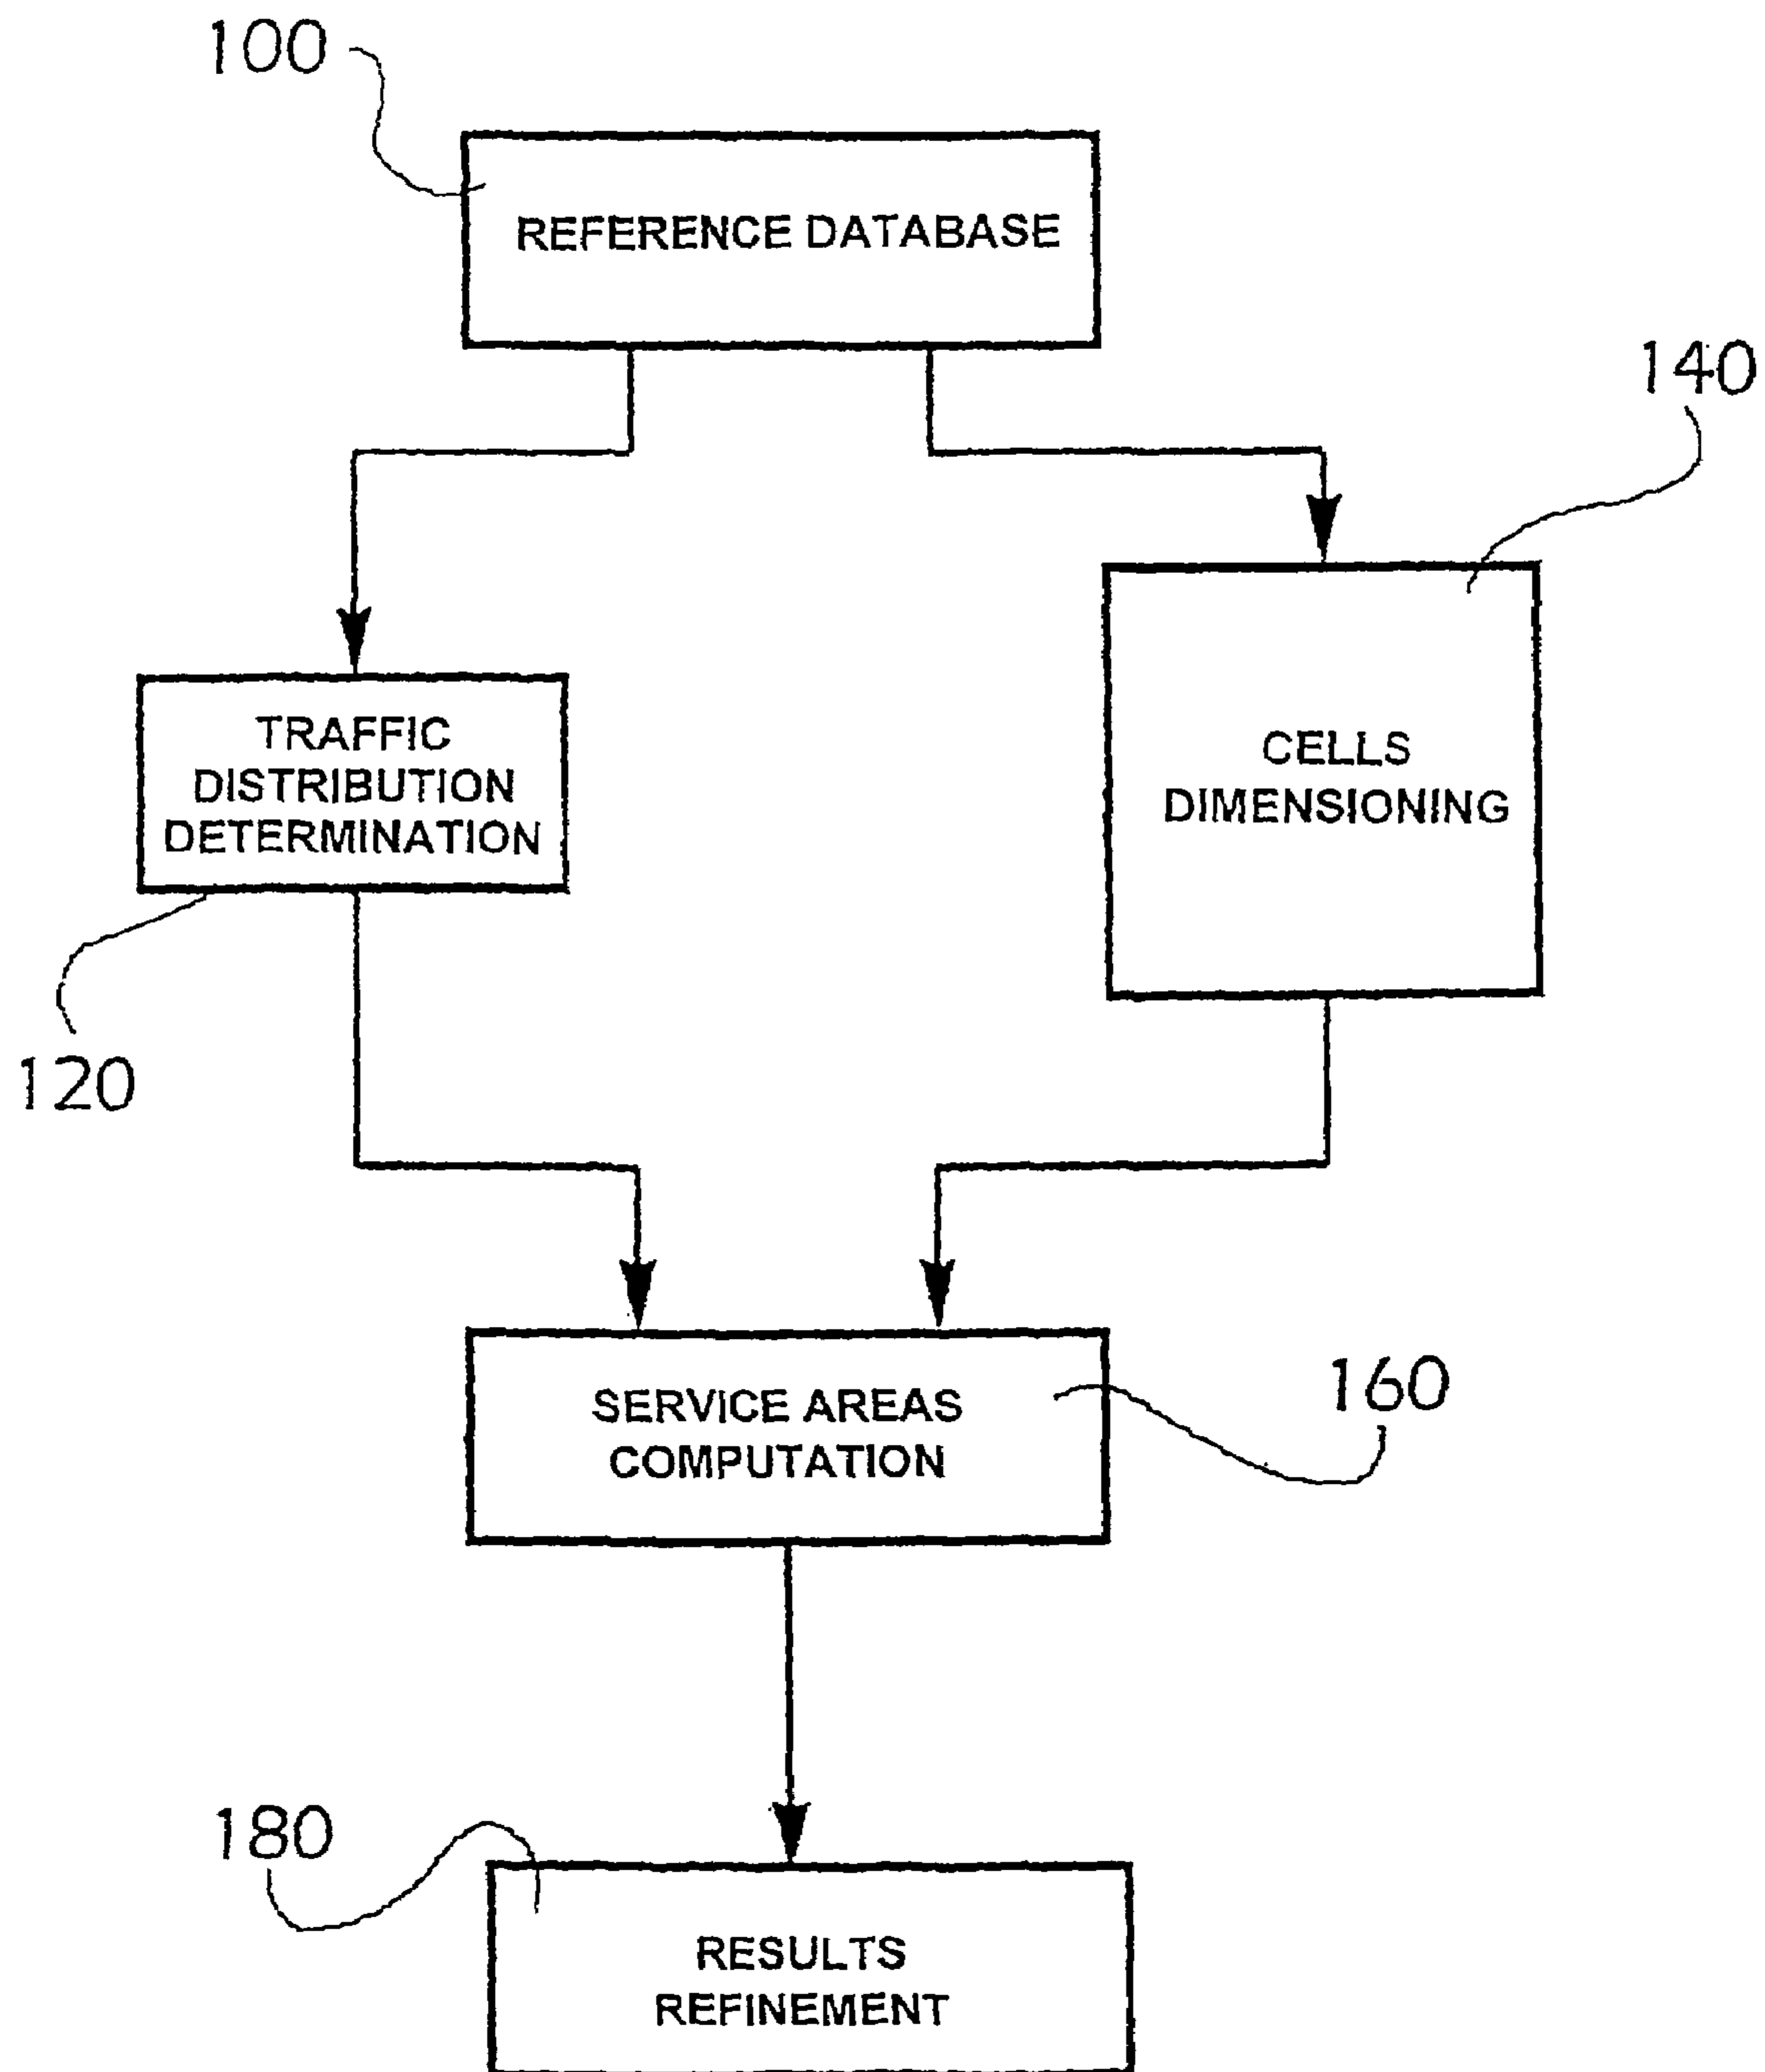 100
REFERENCE DATABASE
140
TRAFFIC
DISTRIBUTION
DETERMINATION
CELLS
DIMENSIONING
120
SERVICE AREAS
COMPUTATION
160
180
RESULTS
REFINEMENT